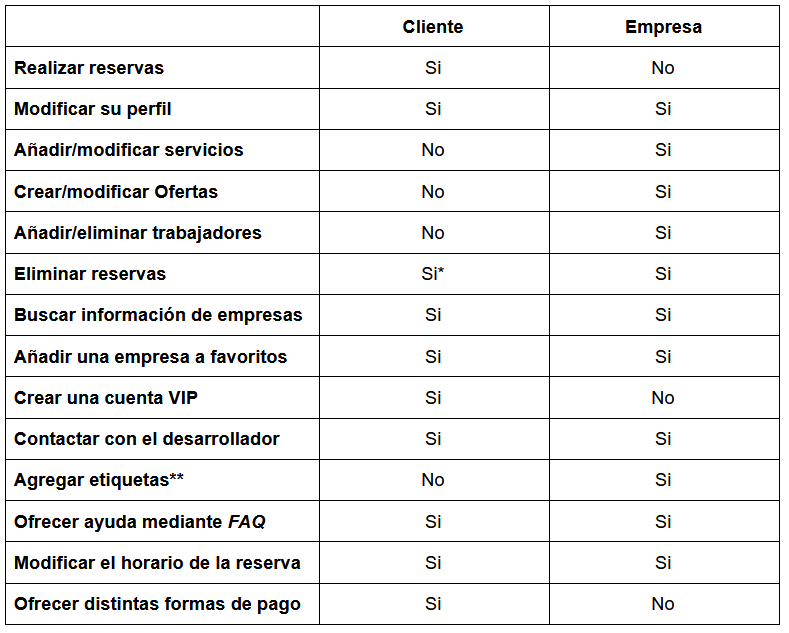 Cliente Empresa
Realizar reservas Si No
Modificar su perfil Si Si
Añadir/modificar servicios No Si
Crear/modificar Ofertas No Si
Añadir/eliminar trabajadores No Si
Eliminar reservas Si* Si
Buscar información de empresas Si Si
Añadir una empresa a favoritos Si Si
Crear una cuenta VIP Si No
Contactar con el desarrollador Si Si
Agregar etiquetas** No Si
Ofrecer ayuda mediante FAQ Si Si
Modificar el horario de la reserva Si Si
Ofrecer distintas formas de pago Si No